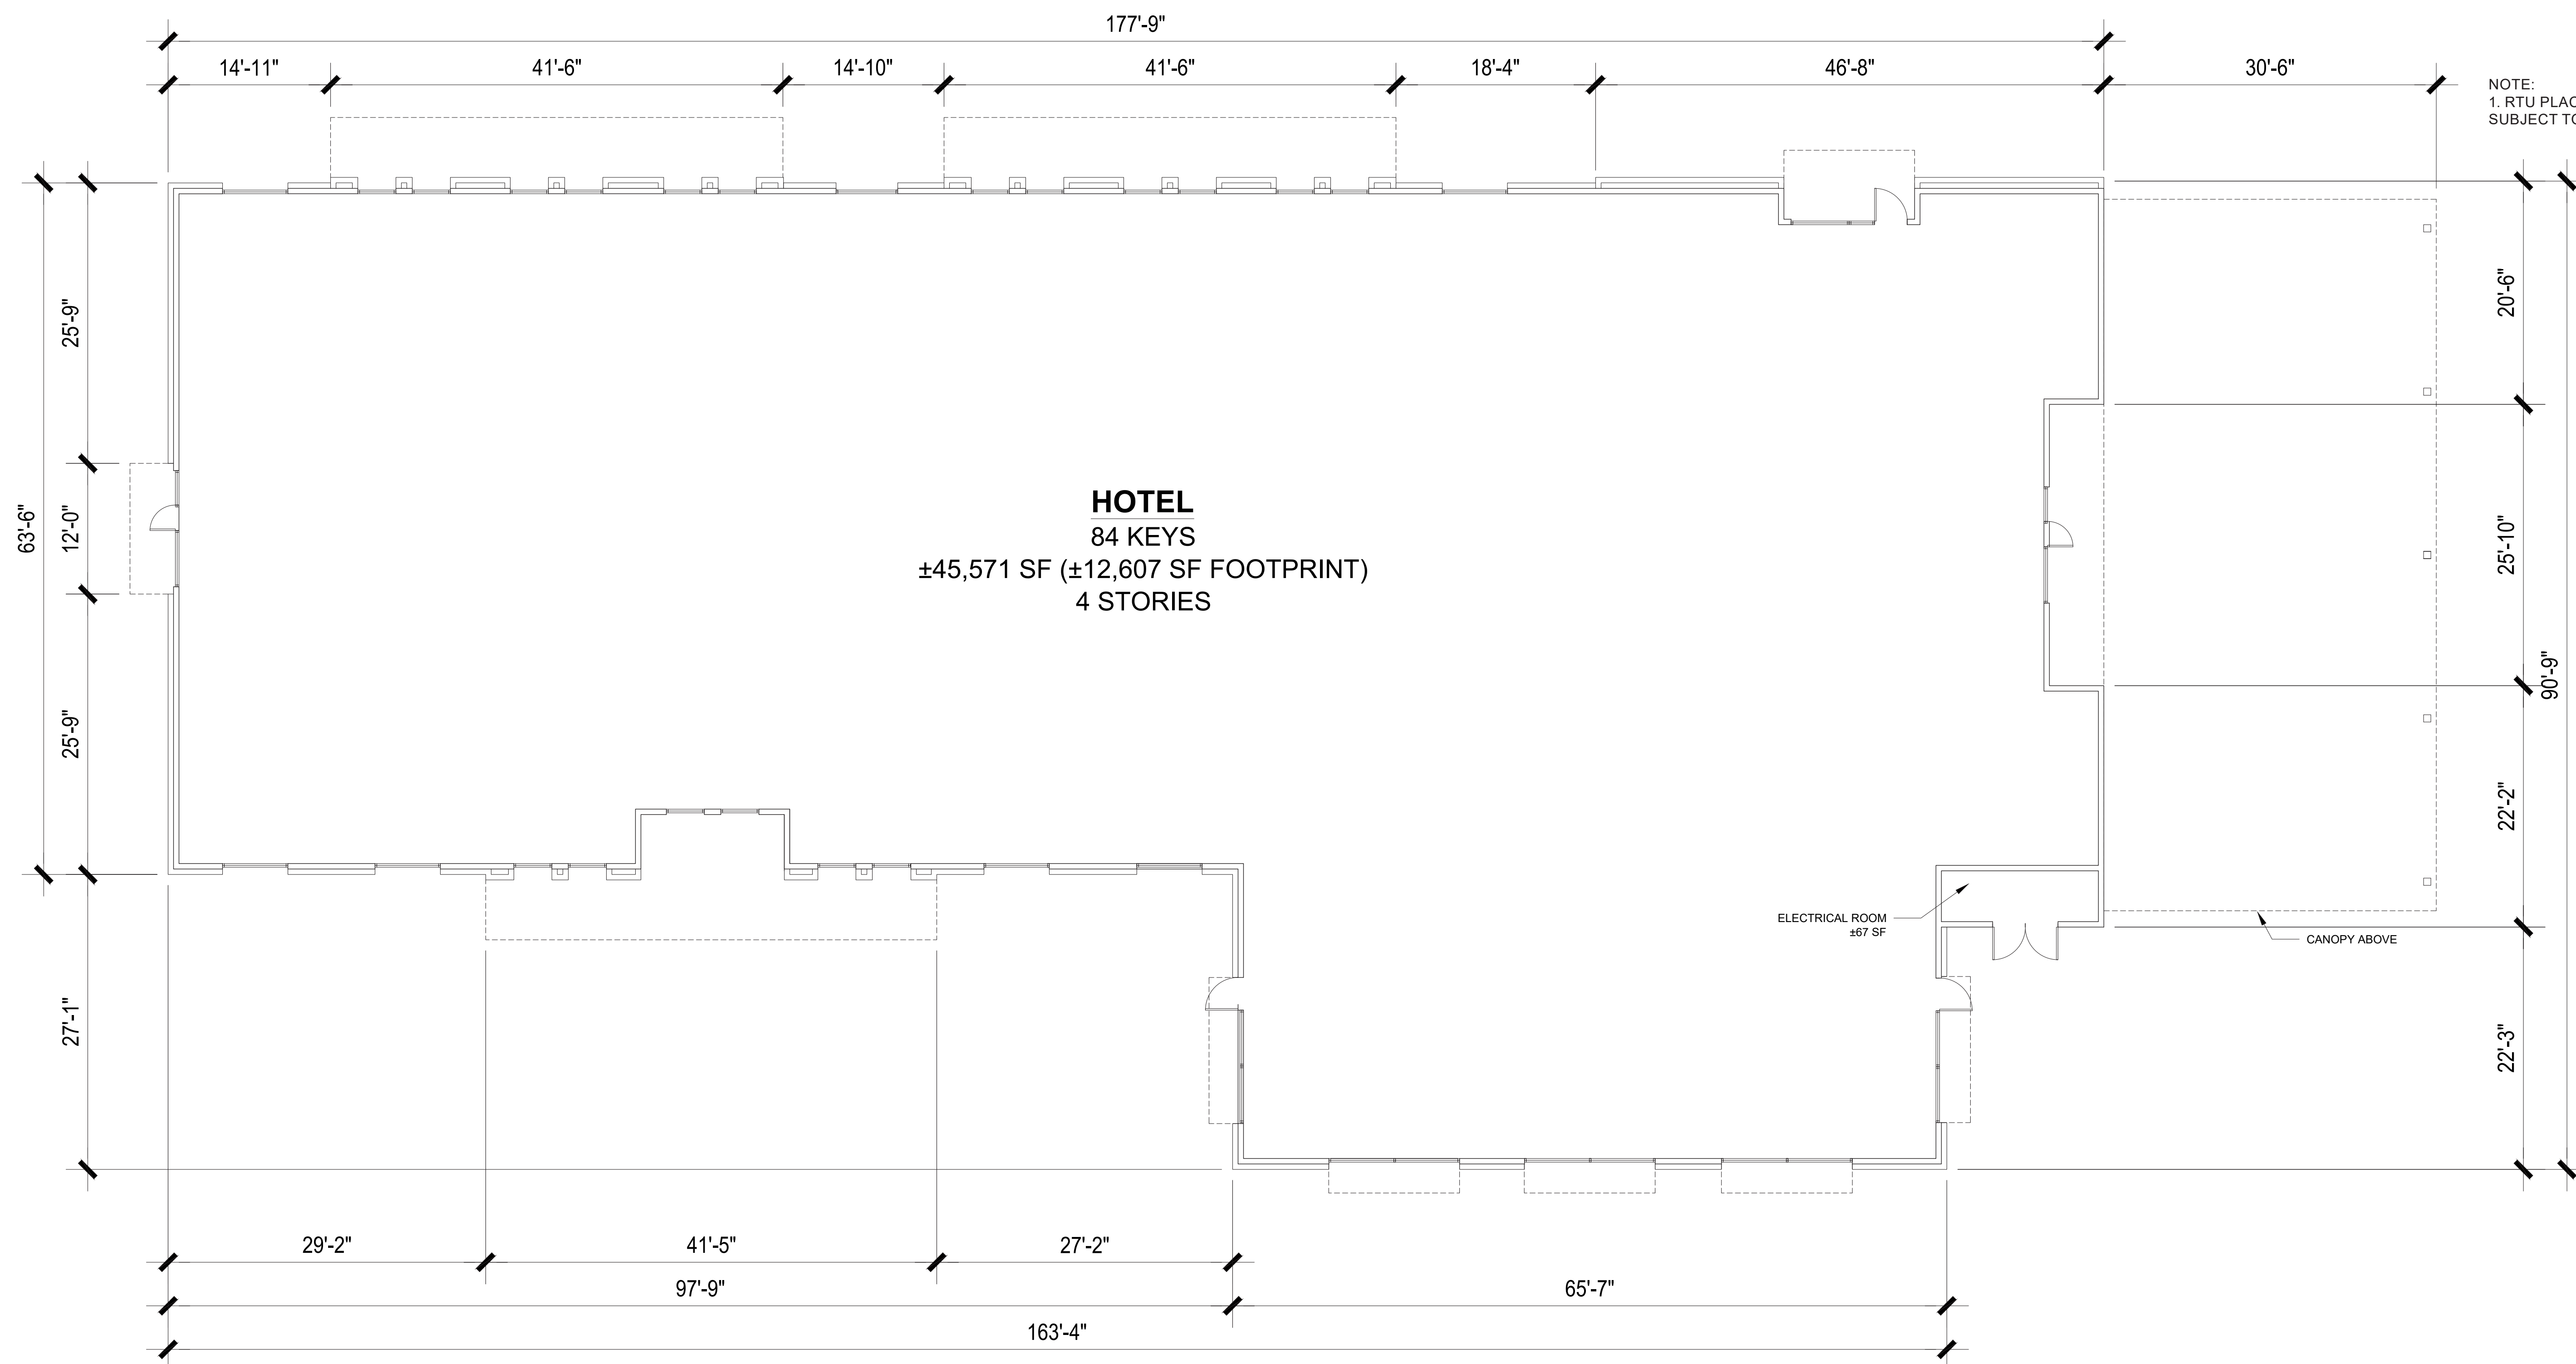 177'-9"
14'-11"
41'-6"
14'-10"
41'-6"
18'-4"
46'-8"
30'-6"
NOTE:
1. RTU
SUBJECT
25'-9"
63'-6"
12'-0"
25'-9"
27'-1"
HOTEL
84 KEYS
±45,571 SF (±12,607 SF FOOTPRINT)
4 STORIES
20'-6"
25'-10"
90'-9"
22'-2"
22'-3"
ELECTRICAL ROOM
±67 SF
CANOPY ABOVE
29'-2"
41'-5"
27'-2"
97'-9"
65'-7"
163'-4"